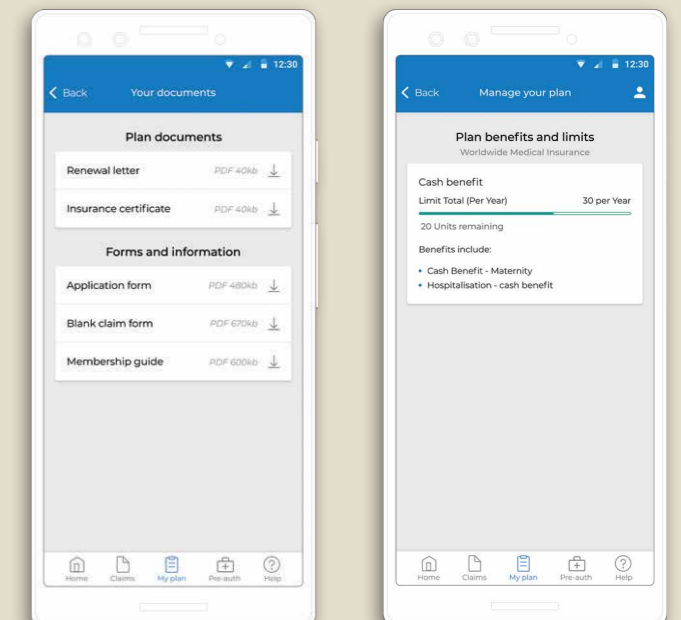 12:30
Back Your documents
Plan documents
Renewal letter PDF 40kb
Insurance certificate PDF 40kb
Forms and information
Application form PDF 480kb
Blank claim form PDF 670kb
Membership guide PDF 600kb
Home Claims My plan Pre-auth Help
12:30
Back Manage your plan
Plan benefits and limits
Worldwide Medical Insurance
Cash benefit
Limit Total (Per Year) 30 per Year
20 Units remaining
Benefits include:
• Cash Benefit - Maternity
• Hospitalisation - cash benefit
Home Claims My plan Pre-auth Help